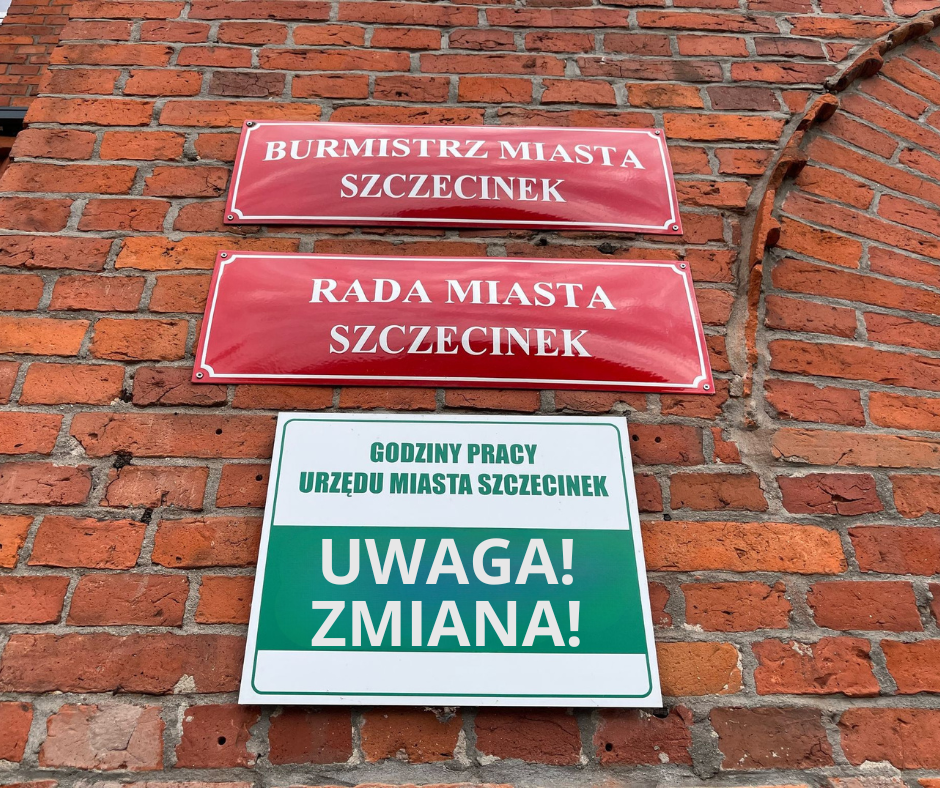 BURMISTRZ MIASTA
SZCZECINEK
RADA MIASTA
SZCZECINEK
GODZINY PRACY
URZĘDU MIASTA SZCZECINEK
UWAGA!
ZMIANA!